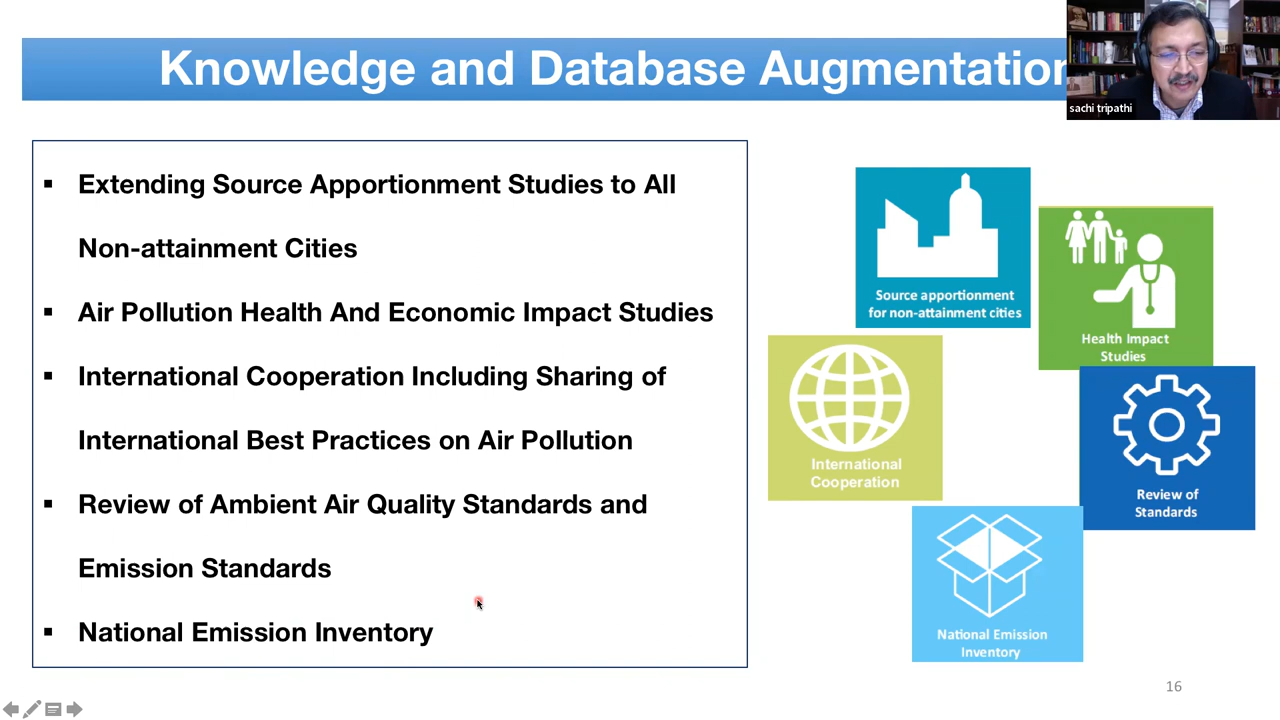 Knowledge and Database Augmentation
sachi tripathi
▪ Extending Source Apportionment Studies to All
Non-attainment Cities
▪ Air Pollution Health And Economic Impact Studies
▪ International Cooperation Including Sharing of
International Best Practices on Air Pollution
▪ Review of Ambient Air Quality Standards and
Emission Standards
▪ National Emission Inventory
Source apportionment
for non-attainment cities
Health Impact
Studies
International
Cooperation
Review of
Standards
National Emission
Inventory
16